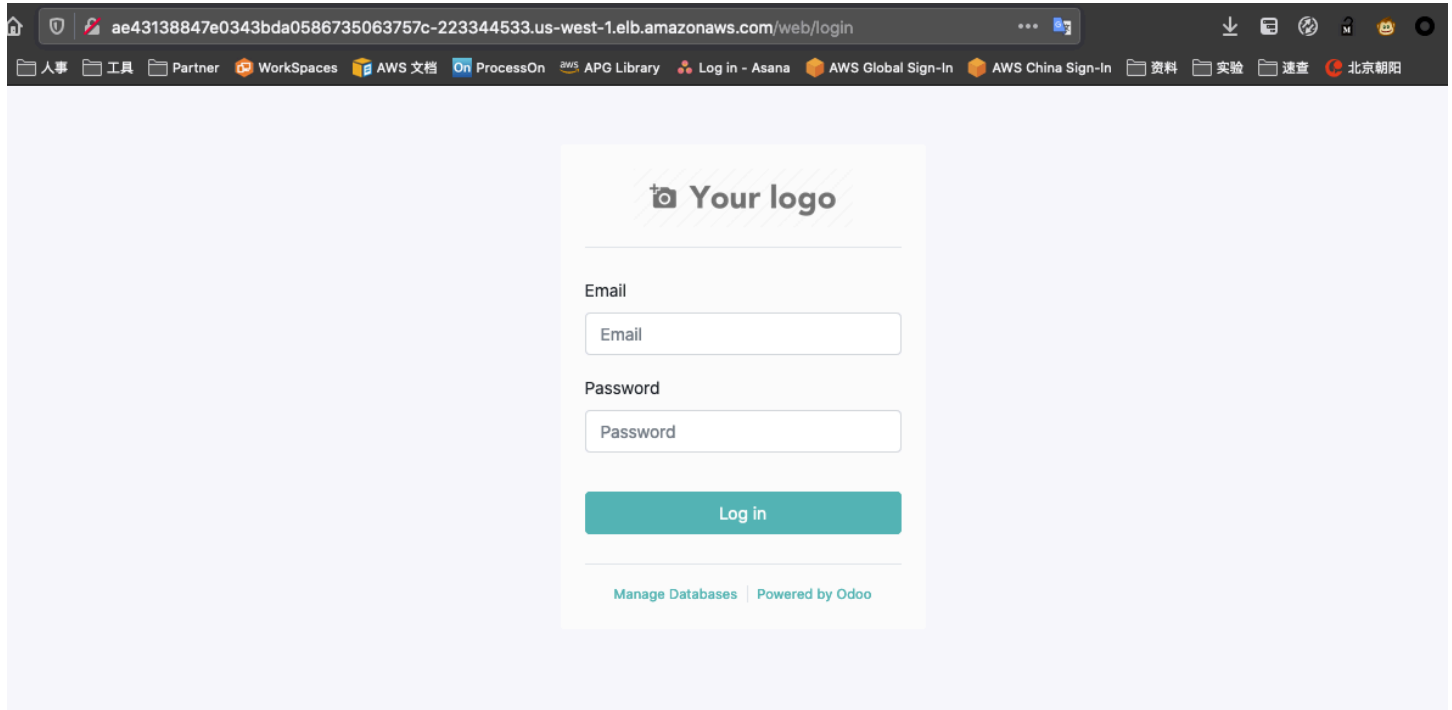 ae43138847e0343bda0586735063757c-223344533.us-west-1.elb.amazonaws.com/web/login
人事 工具 Partner WorkSpaces AWS 文档 On ProcessOn aws APG Library Log in - Asana AWS Global Sign-In AWS China Sign-In 资料 实验 速查 北京朝阳
Your logo
Email
Email
Password
Password
Log in
Manage Databases Powered by Odoo